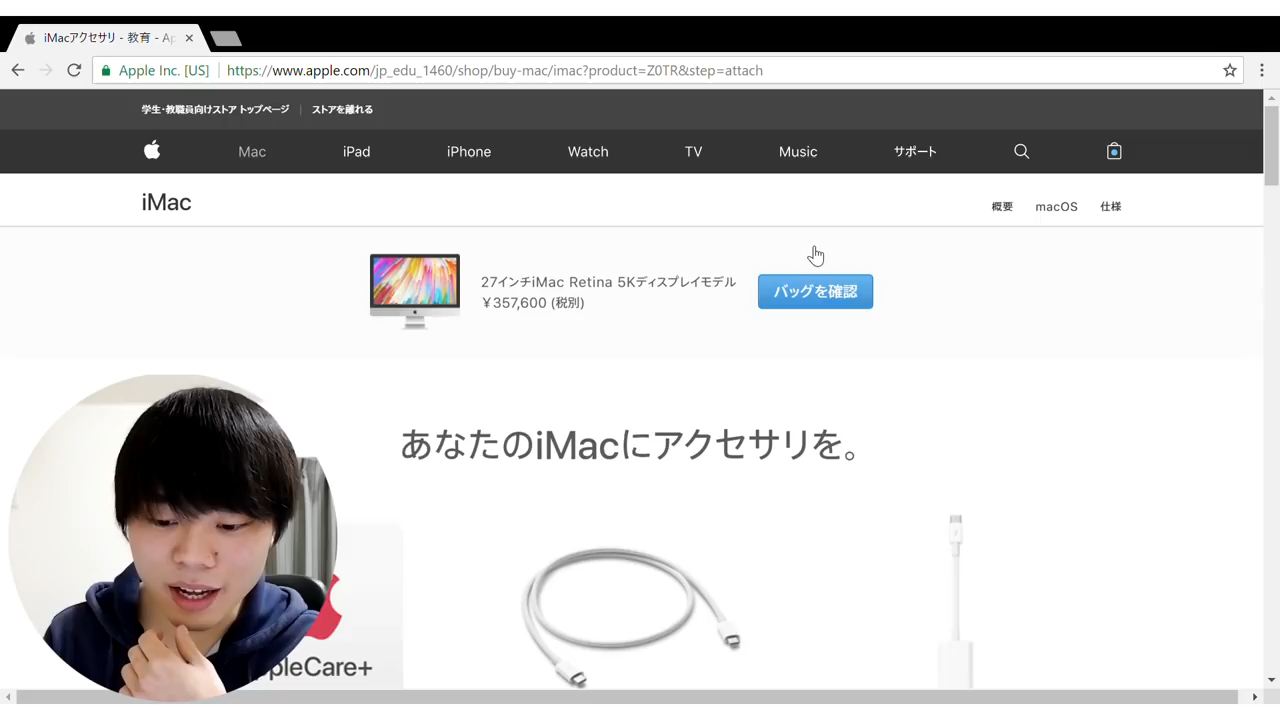 iMacアクセサリ - 教育 - Ap
Apple Inc. [US]
https://www.apple.com/jp_edu_1460/shop/buy-mac/imac?product=Z0TR&step=attach
学生・教職員向けストア トップページ
ストアを離れる
Mac
iPad
iPhone
Watch
TV
Music
サポート
iMac
概要
macOS
仕様
27インチiMac Retina 5Kディスプレイモデル
¥357,600 (税別)
バッグを確認
あなたのiMacにアクセサリを。
ppleCare+